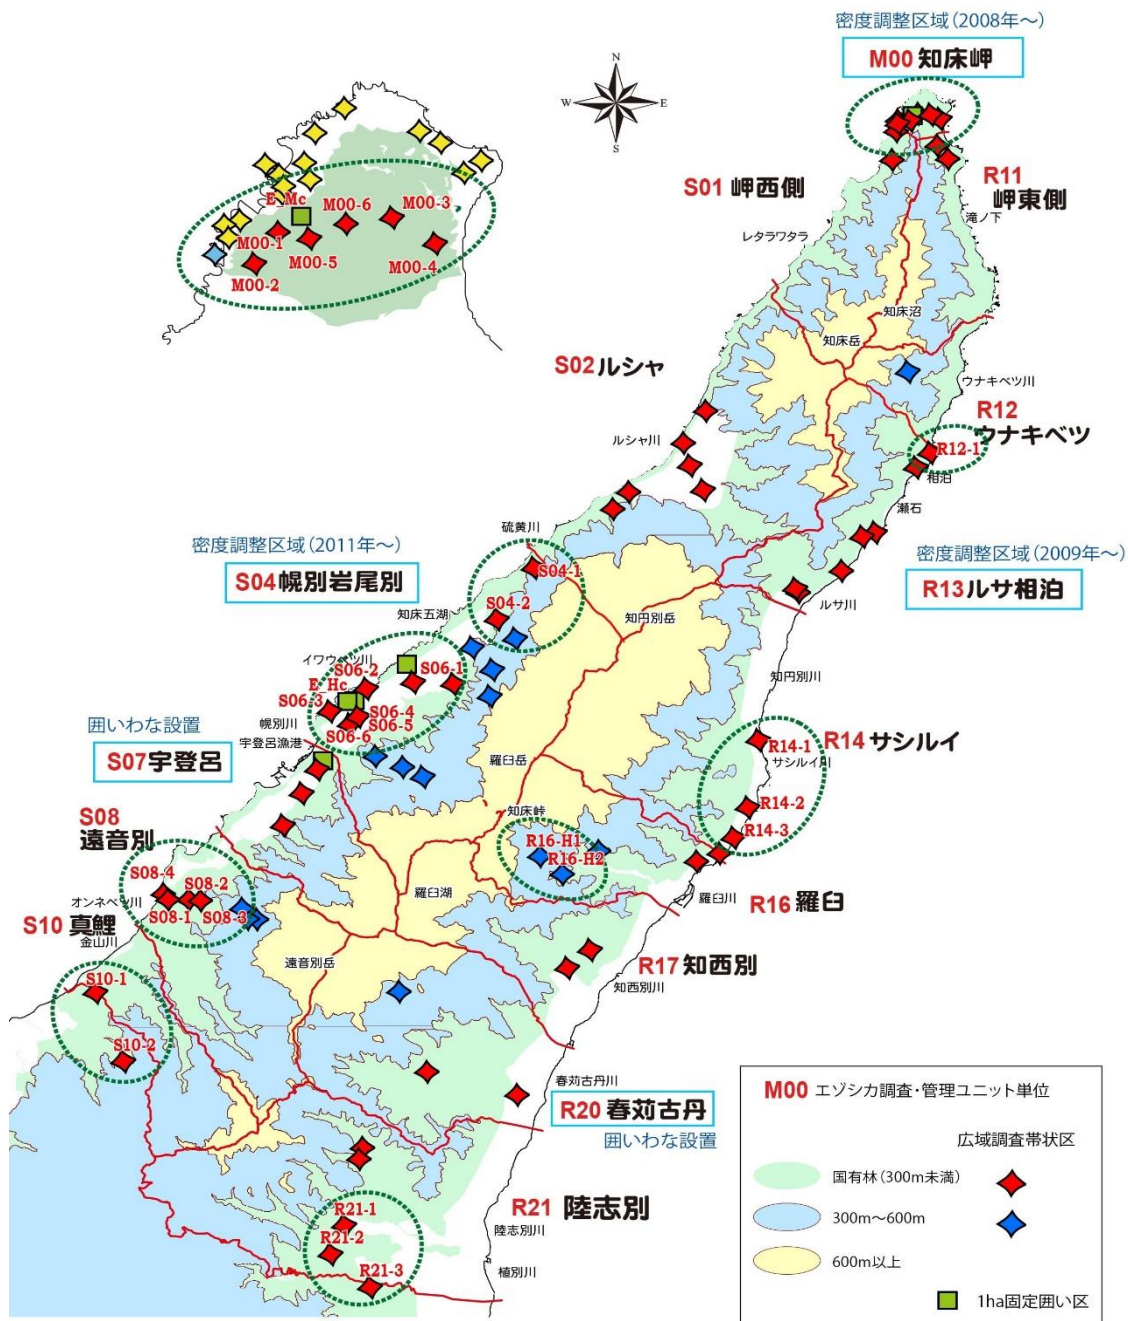 密度調整区域(2008年～)
M00 知床岬
N
W
E
S
E_Mc
M00-6
M00-3
M00-1
M00-5
M00-4
M00-2
S01 岬西側
R11
岬東側
滝ノ下
レタラワタラ
知床沼
知床岳
S02 ルシャ
ウナキベツ川
R12
ウナキベツ
ルシャ川
R12-1
相泊
瀬石
硫黄川
密度調整区域(2011年～)
S04 幌別岩尾別
S04-1
密度調整区域(2009年～)
R13 ルサ相泊
ルサ川
S04-2
知床五湖
知円別岳
イワウベツ川
S06-2
S06-1
知円別川
E_Hc
S06-3
S06-4
S06-5
S06-6
幌別川
宇登呂漁港
囲いわな設置
S07 宇登呂
R14 サシルイ
R14-1
サシルイ川
羅臼岳
R14-2
知床峠
S08
遠音別
R14-3
R16-H1
R16-H2
S08-4
S08-2
オンネベツ川
S08-1
S08-3
羅臼湖
羅臼川
R16 羅臼
S10 真鯉
金山川
遠音別岳
R17 知西別
知西別川
S10-1
S10-2
春苅古丹川
R20 春苅古丹
囲いわな設置
R21 陸志別
R21-1
陸志別川
R21-2
R21-3
植別川
M00 エゾシカ調査・管理ユニット単位
広域調査帯状区
国有林(300m未満)
300m～600m
600m以上
1ha固定囲い区